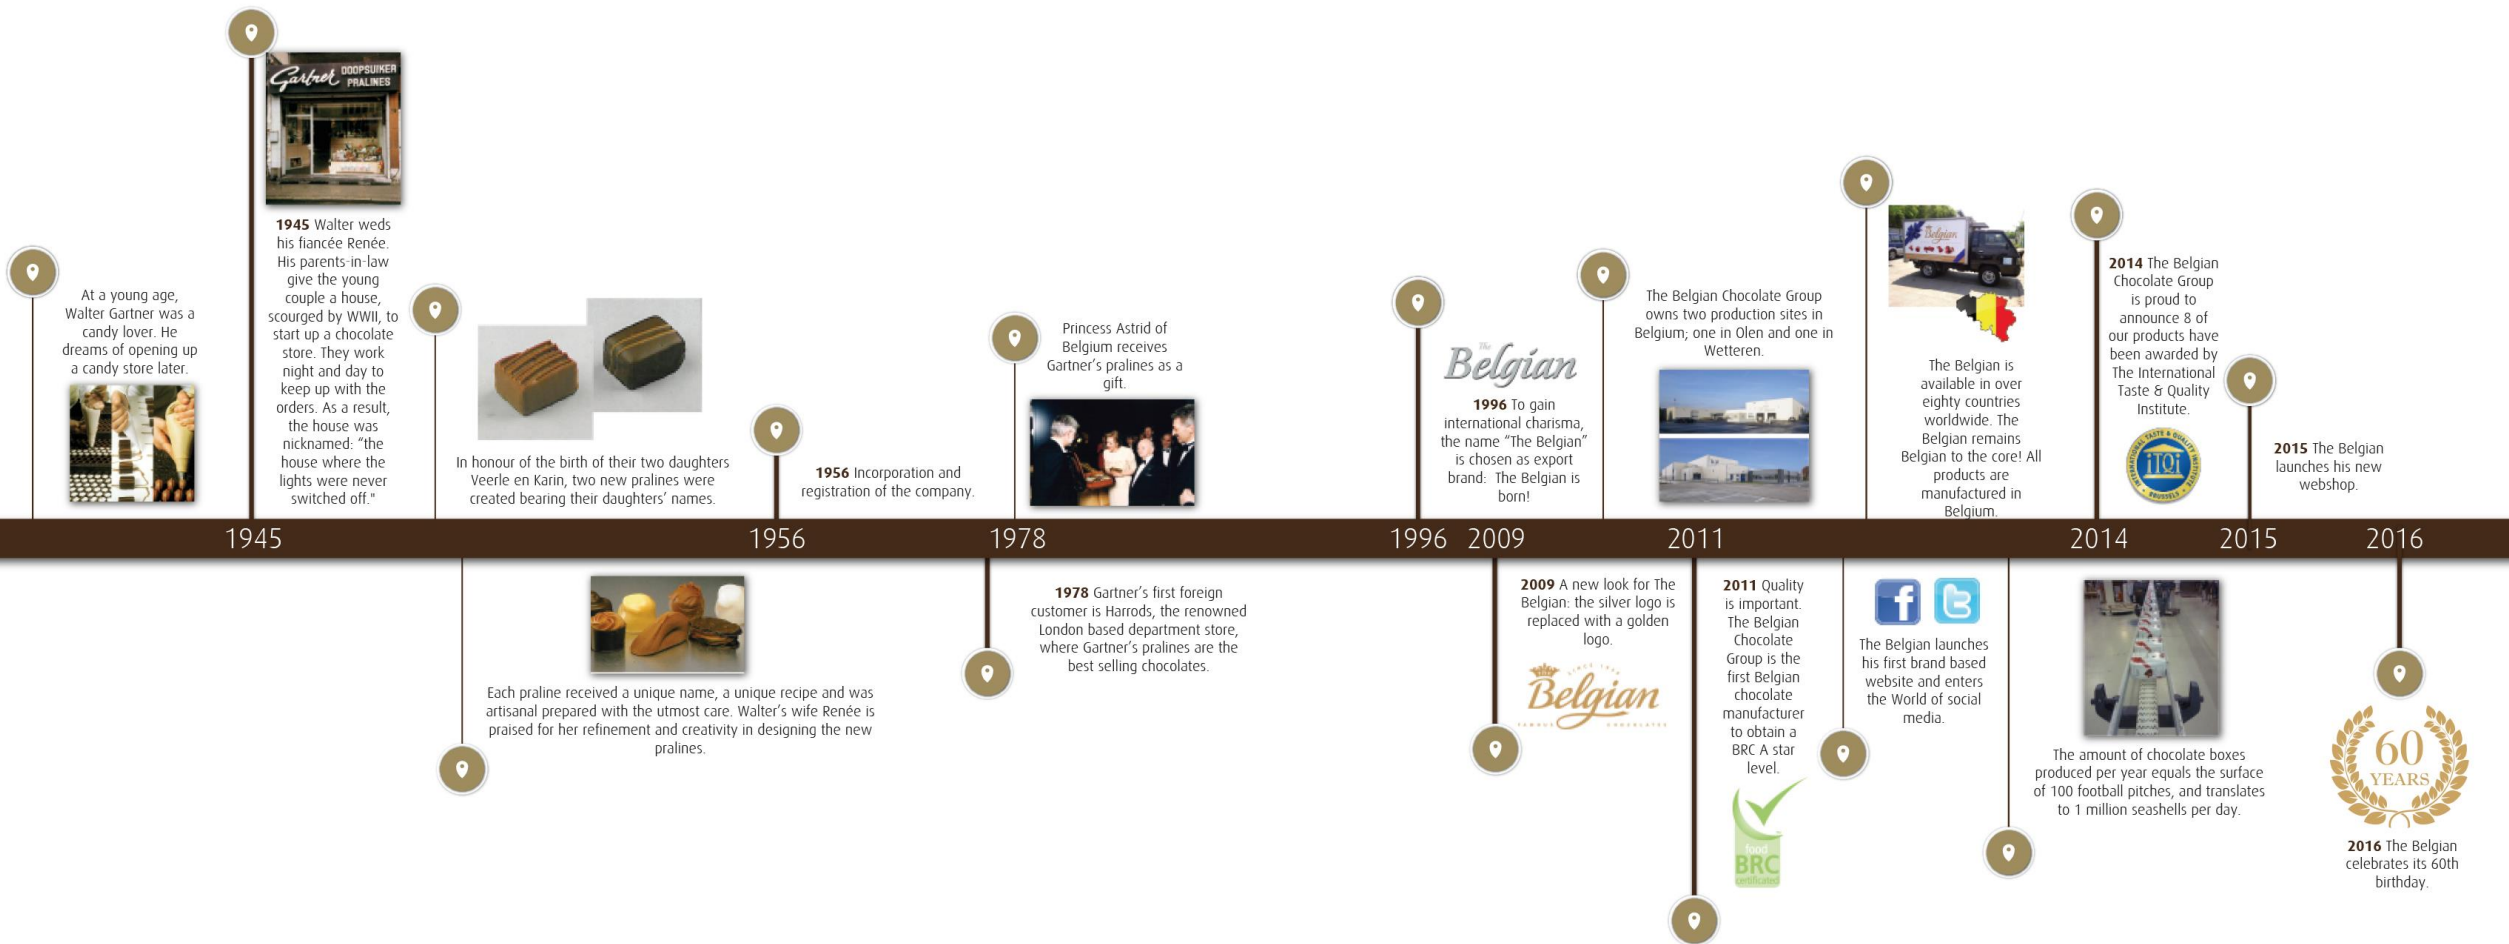 Gartner DOOPSUIKER
PRALINES
At a young age,
Walter Gartner was a
candy lover. He
dreams of opening up
a candy store later.
1945 Walter weds
his fiancée Renée.
His parents-in-law
give the young
couple a house,
scourged by WWII, to
start up a chocolate
store. They work
night and day to
keep up with the
orders. As a result,
the house was
nicknamed: “the
house where the
lights were never
switched off."
In honour of the birth of their two daughters
Veerle en Karin, two new pralines were
created bearing their daughters’ names.
1956 Incorporation and
registration of the company.
Princess Astrid of
Belgium receives
Gartner’s pralines as a
gift.
The
Belgian
1996 To gain
international charisma,
the name “The Belgian”
is chosen as export
brand: The Belgian is
born!
The Belgian Chocolate Group
owns two production sites in
Belgium; one in Olen and one in
Wetteren.
Belgian
The Belgian is
available in over
eighty countries
worldwide. The
Belgian remains
Belgian to the core! All
products are
manufactured in
Belgium.
2014 The Belgian
Chocolate Group
is proud to
announce 8 of
our products have
been awarded by
The International
Taste & Quality
Institute.
INTERNATIONAL TASTE & QUALITY INSTITUTE
iTQi
• BRUSSELS •
2015 The Belgian
launches his new
webshop.
1945
1956
1978
1996
2009
2011
2014
2015
2016
Each praline received a unique name, a unique recipe and was
artisanal prepared with the utmost care. Walter’s wife Renée is
praised for her refinement and creativity in designing the new
pralines.
1978 Gartner’s first foreign
customer is Harrods, the renowned
London based department store,
where Gartner’s pralines are the
best selling chocolates.
2009 A new look for The
Belgian: the silver logo is
replaced with a golden
logo.
The
Belgian
FAMOUS CHOCOLATES
2011 Quality
is important.
The Belgian
Chocolate
Group is the
first Belgian
chocolate
manufacturer
to obtain a
BRC A star
level.
food
BRC
certificated
The Belgian launches
his first brand based
website and enters
the World of social
media.
The amount of chocolate boxes
produced per year equals the surface
of 100 football pitches, and translates
to 1 million seashells per day.
60
YEARS
2016 The Belgian
celebrates its 60th
birthday.